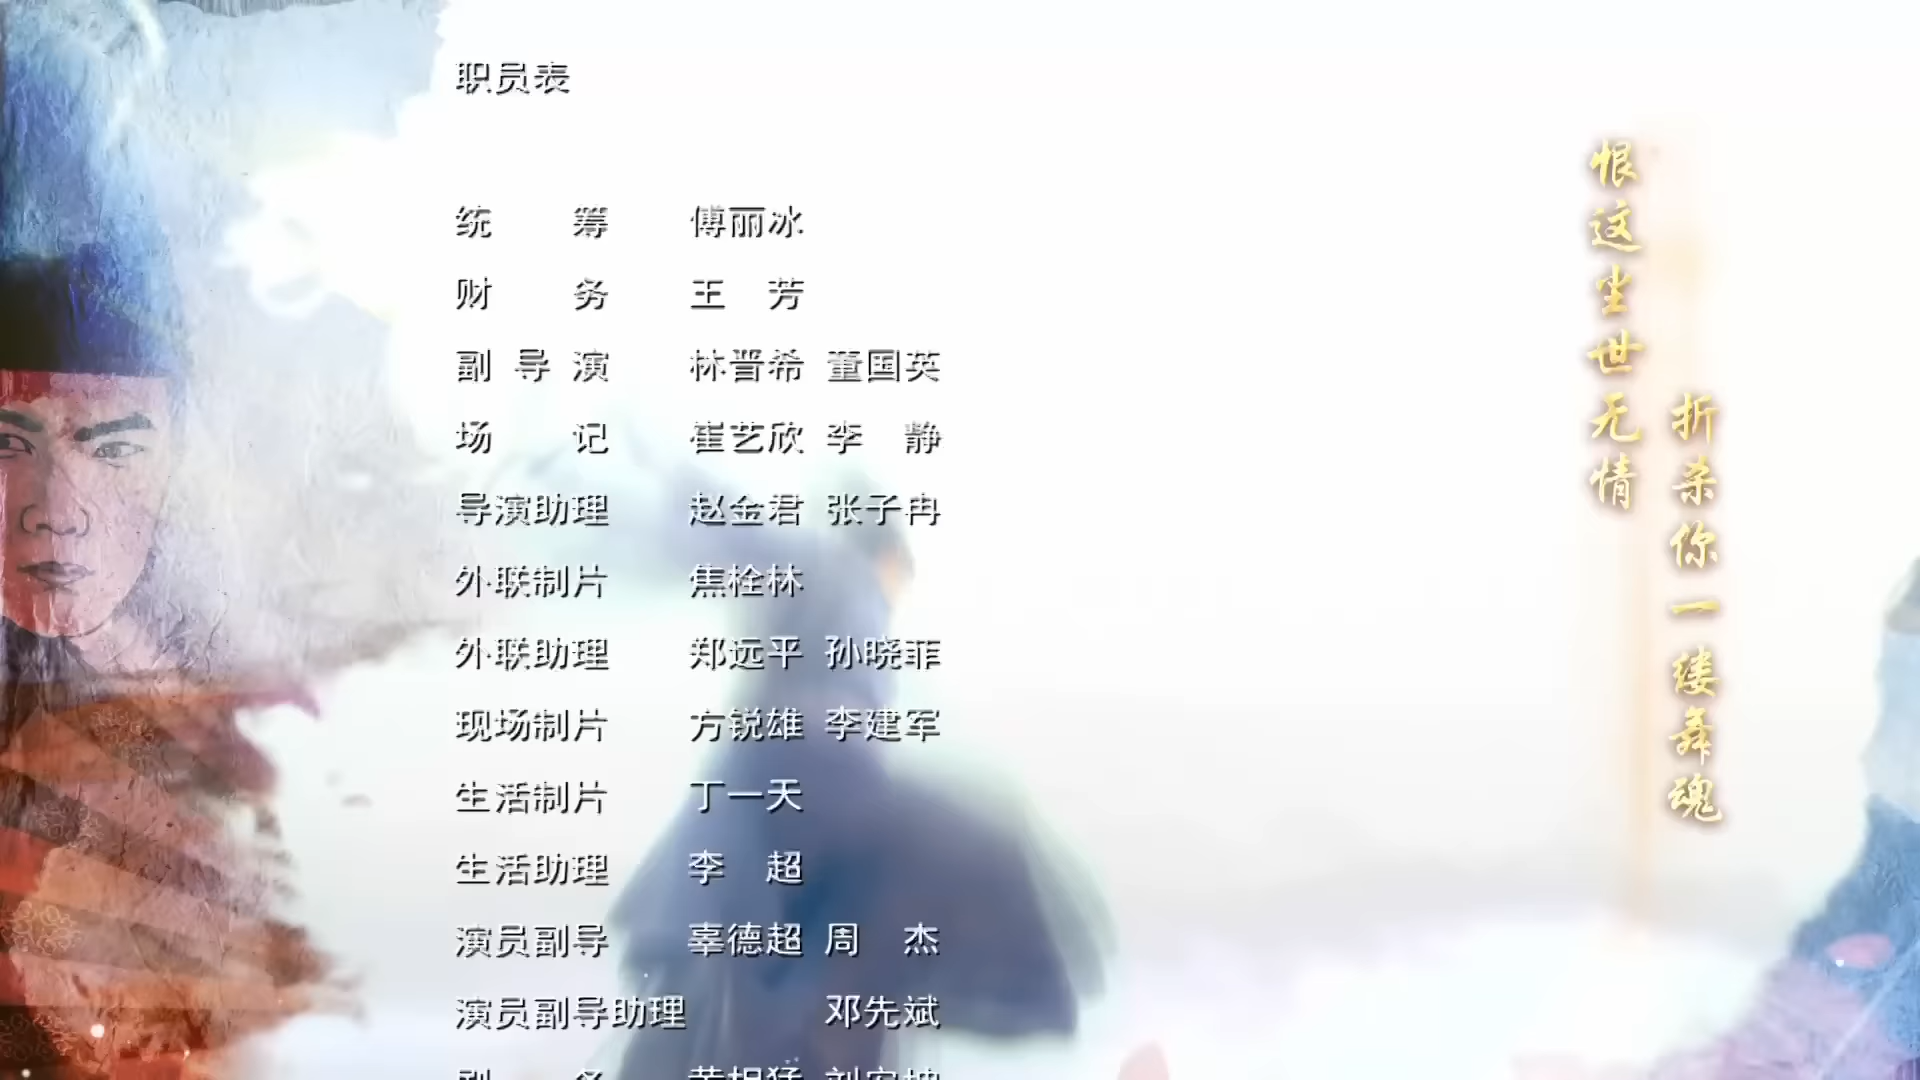 职员表
统 筹 傅丽冰
财 务 王 芳
副 导 演 林晋希 董国英
场 记 崔艺欣 李 静
导演助理 赵金君 张子冉
外联制片 焦栓林
外联助理 郑远平 孙晓菲
现场制片 方锐雄 李建军
生活制片 丁一天
生活助理 李 超
演员副导 辜德超 周 杰
演员副导助理 邓先斌
恨这尘世无情
折杀你一缕舞魂